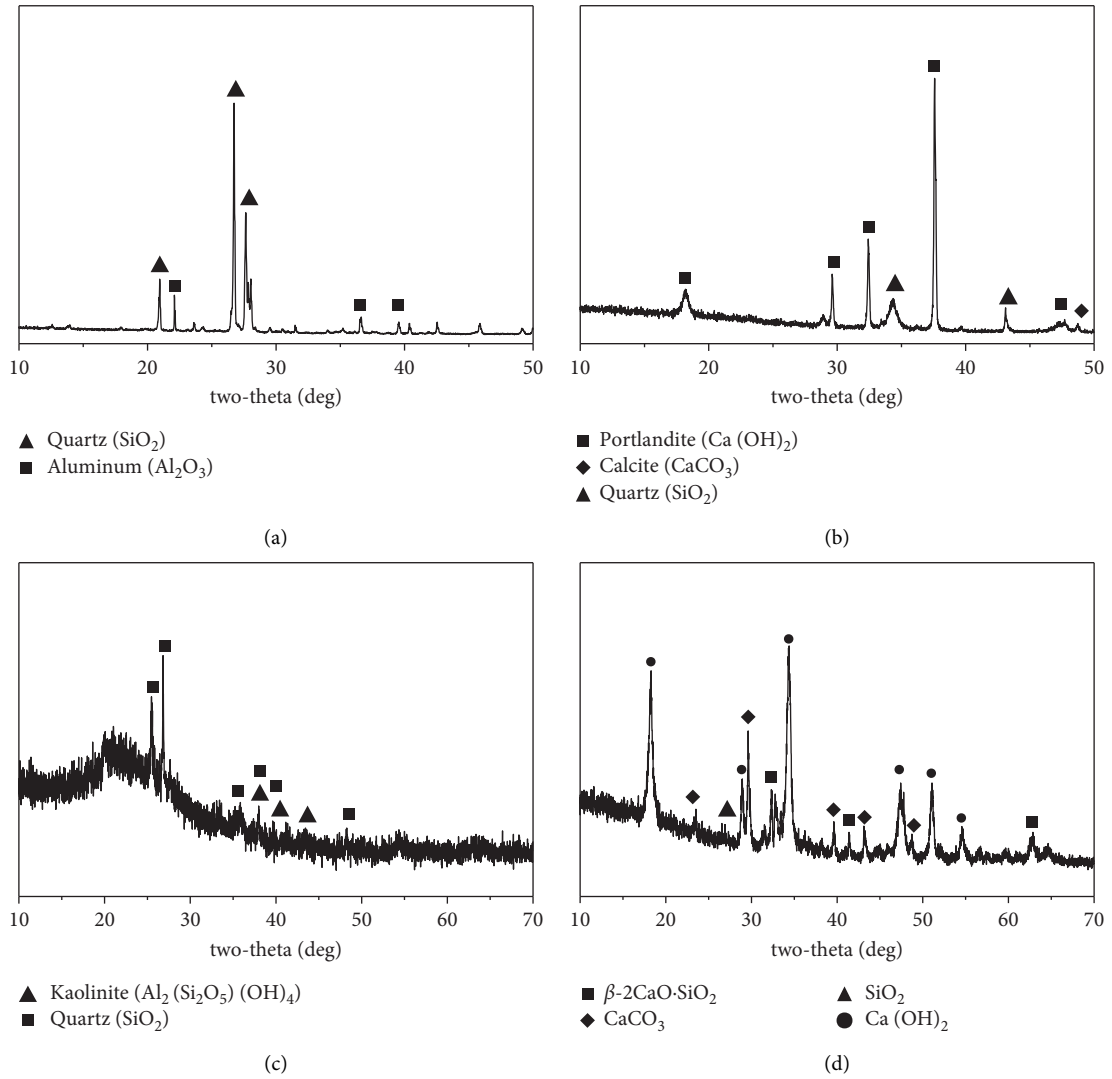 10 20 30 40 50
two-theta (deg)
▲ Quartz (SiO₂)
■ Aluminum (Al₂O₃)
(a)
10 20 30 40 50
two-theta (deg)
■ Portlandite (Ca (OH)₂)
◆ Calcite (CaCO₃)
▲ Quartz (SiO₂)
(b)
10 20 30 40 50 60 70
two-theta (deg)
▲ Kaolinite (Al₂ (Si₂O₅) (OH)₄)
■ Quartz (SiO₂)
(c)
10 20 30 40 50 60 70
two-theta (deg)
■ β-2CaO·SiO₂
◆ CaCO₃
▲ SiO₂
● Ca (OH)₂
(d)